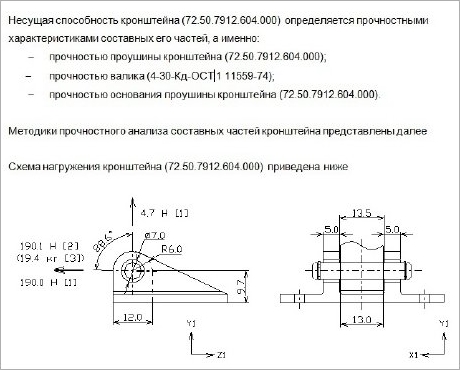 Несущая способность кронштейна (72.50.7912.604.000) определяется прочностными
характеристиками составных его частей, а именно:
– прочностью проушины кронштейна (72.50.7912.604.000);
– прочностью валика (4-30-Кд-ОСТ 1 11559-74);
– прочностью основания проушины кронштейна (72.50.7912.604.000).
Методики прочностного анализа составных частей кронштейна представлены далее
Схема нагружения кронштейна (72.50.7912.604.000) приведена ниже
4.7 Н [1]
88.6°
⌀7.0
R6.0
190.1 Н [2]
(19.4 кг [3])
190.0 Н [1]
12.0
9.7
Y1
Z1
13.5
5.0
5.0
13.0
Y1
X1